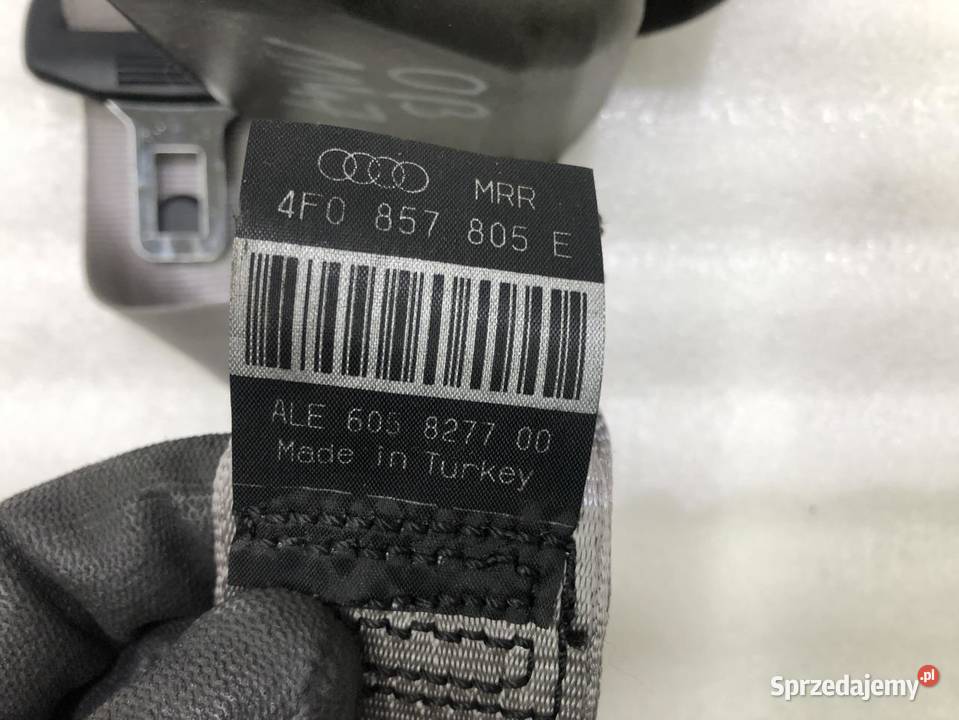 MRR
4F0 857 805 E
ALE 605 8277 00
Made in Turkey
Sprzedajemy.pl